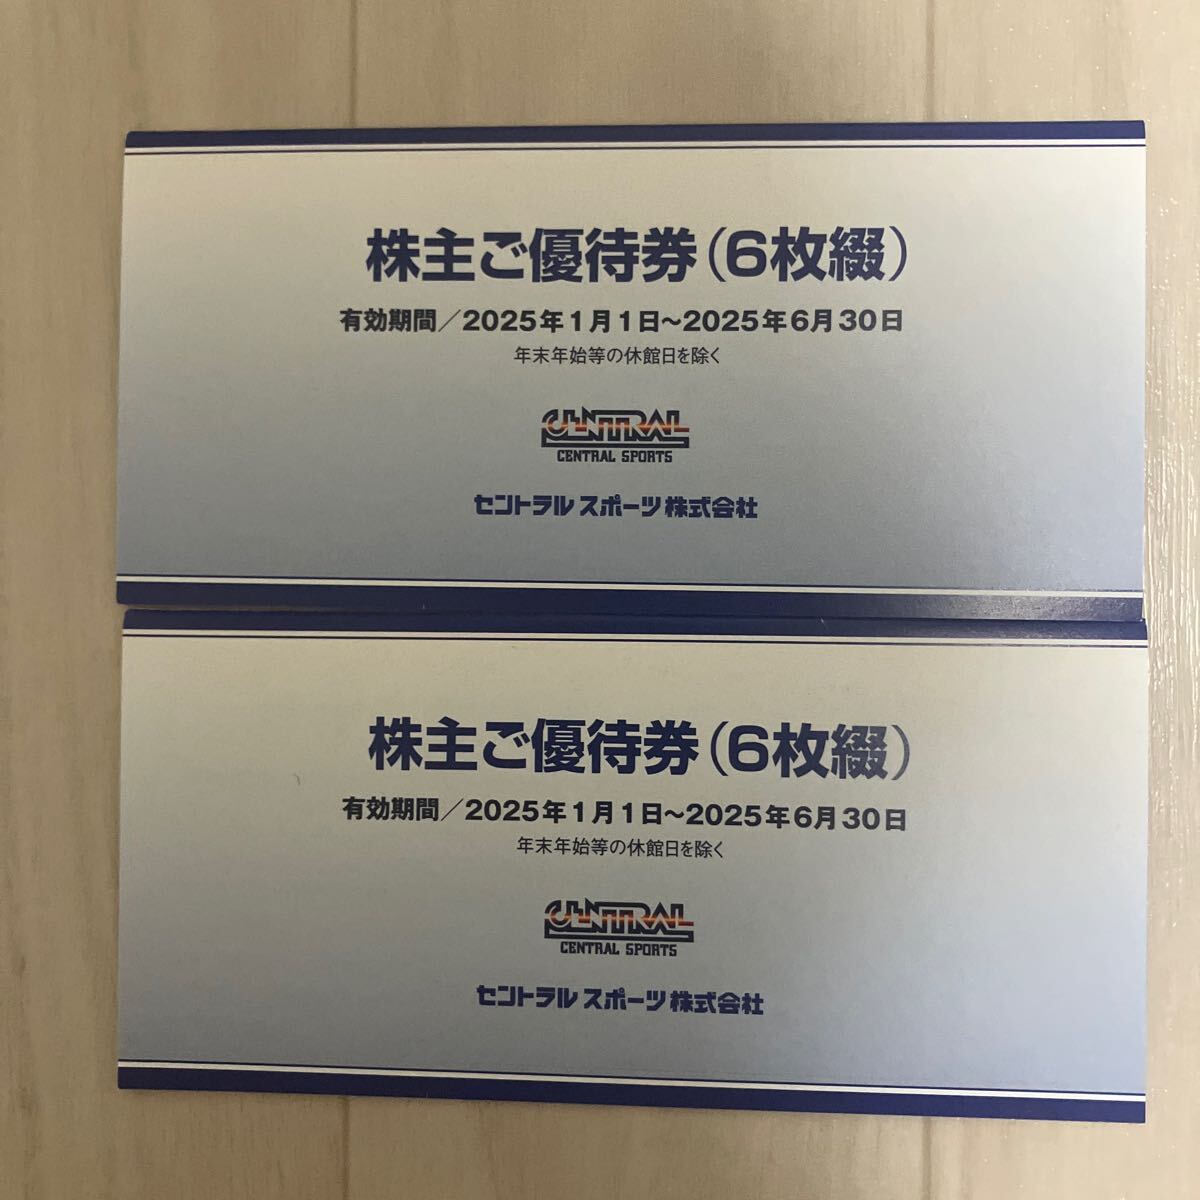 株主ご優待券(6枚綴)
有効期間／2025年1月1日～2025年6月30日
年末年始等の休館日を除く
CENTRAL
CENTRAL SPORTS
セントラルスポーツ株式会社
株主ご優待券(6枚綴)
有効期間／2025年1月1日～2025年6月30日
年末年始等の休館日を除く
CENTRAL
CENTRAL SPORTS
セントラルスポーツ株式会社